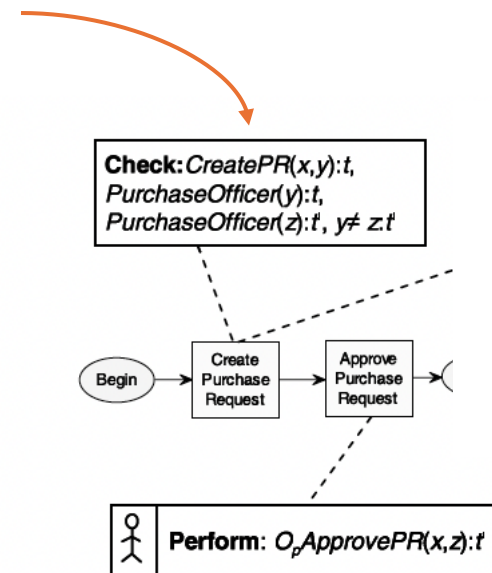 Check:CreatePR(x,y):t,
PurchaseOfficer(y):t,
PurchaseOfficer(z):t', y≠ z:t'
Begin
Create
Purchase
Request
Approve
Purchase
Request
Perform: OₚApprovePR(x,z):t'